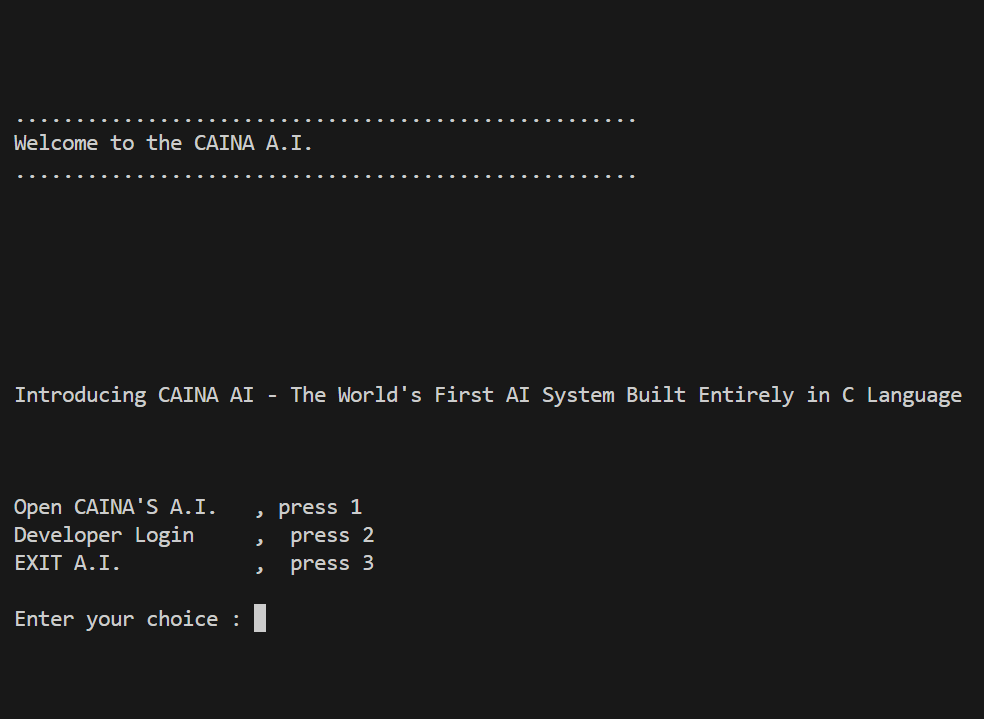 ....................................................
Welcome to the CAINA A.I.
....................................................
Introducing CAINA AI - The World's First AI System Built Entirely in C Language
Open CAINA'S A.I.   , press 1
Developer Login     ,  press 2
EXIT A.I.           ,  press 3
Enter your choice :